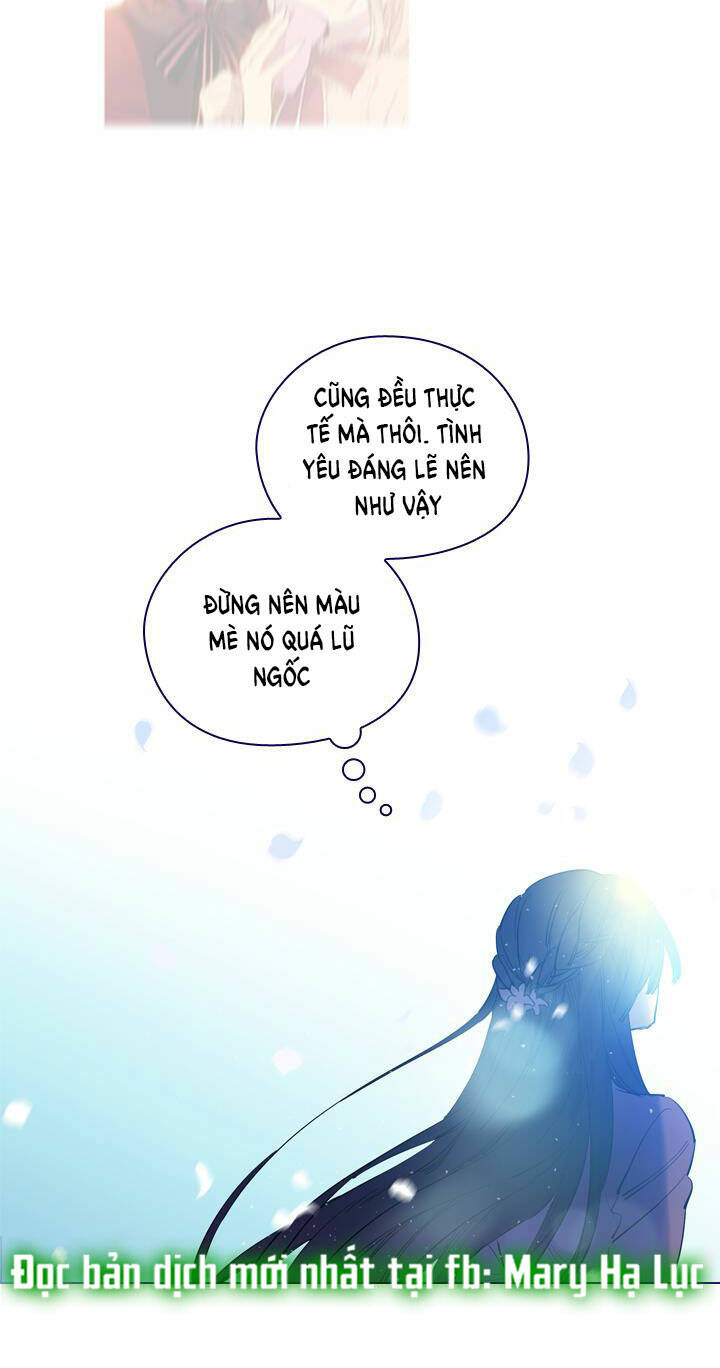 CŨNG ĐỀU THỰC
TẾ MÀ THÔI. TÌNH
YÊU ĐÁNG LẼ NÊN
NHƯ VẬY
ĐỪNG NÊN MÀU
MÈ NÓ QUÁ LŨ
NGỐC
Đọc bản dịch mới nhất tại fb: Mary Hạ Lục